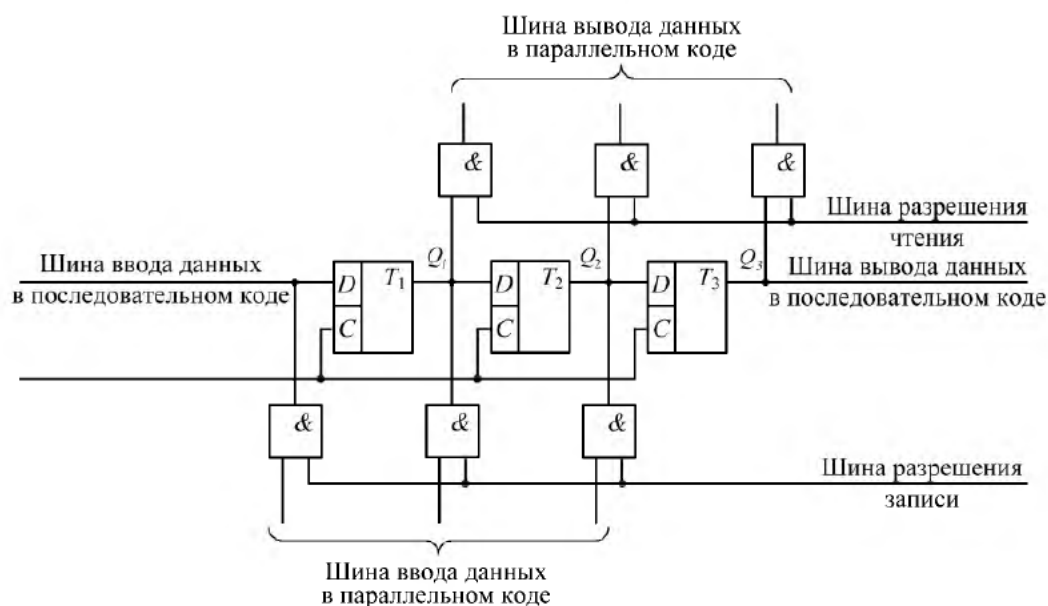 Шина вывода данных
в параллельном коде
& & &
Шина разрешения
чтения
Шина ввода данных
в последовательном коде
Q₁ Q₂ Q₃
D T₁ D T₂ D T₃
C C C
Шина вывода данных
в последовательном коде
& & &
Шина разрешения
записи
Шина ввода данных
в параллельном коде